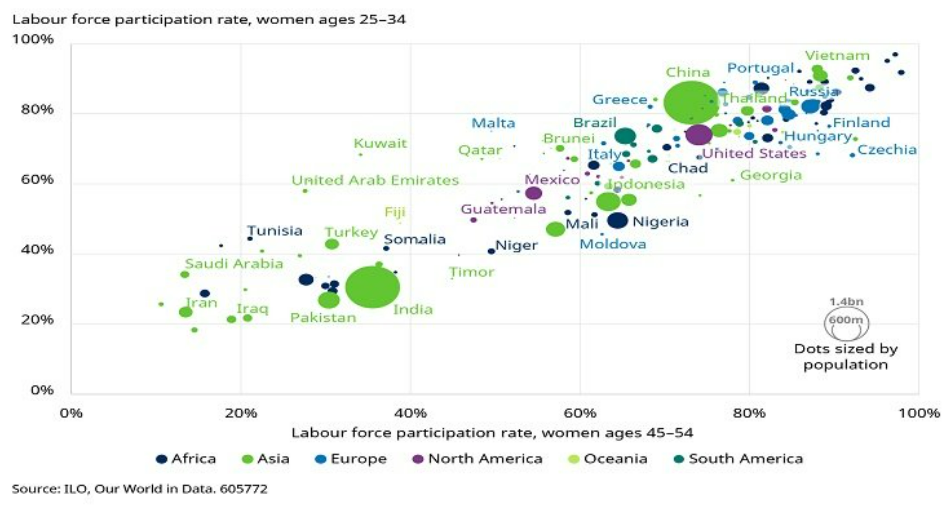 Labour force participation rate, women ages 25–34
100%
80%
60%
40%
20%
0%
0%
20%
40%
60%
80%
100%
Vietnam
Portugal
China
Russia
Greece
Thailand
Malta
Brazil
Finland
Kuwait
Brunei
Hungary
Qatar
Italy
United States
Czechia
Chad
United Arab Emirates
Mexico
Indonesia
Georgia
Fiji
Guatemala
Tunisia
Turkey
Somalia
Mali
Nigeria
Niger
Moldova
Saudi Arabia
Timor
Iran
Iraq
Pakistan
India
1.4bn
600m
Dots sized by
population
Labour force participation rate, women ages 45–54
Africa Asia Europe North America Oceania South America
Source: ILO, Our World in Data. 605772